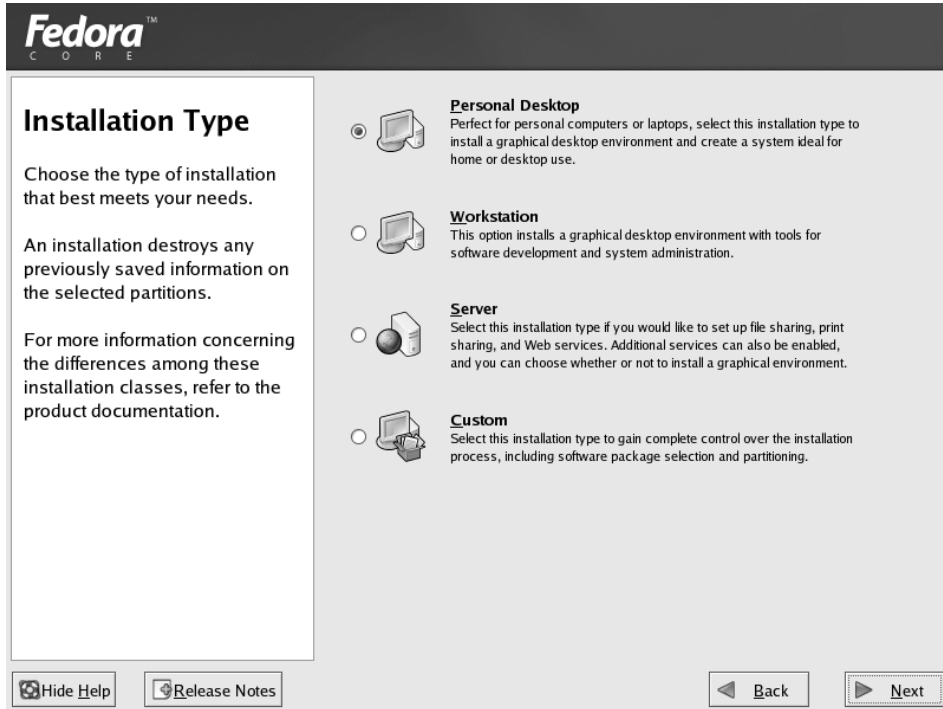 Fedora™
CORE
Installation Type
Choose the type of installation
that best meets your needs.
An installation destroys any
previously saved information on
the selected partitions.
For more information concerning
the differences among these
installation classes, refer to the
product documentation.
Personal Desktop
Perfect for personal computers or laptops, select this installation type to
install a graphical desktop environment and create a system ideal for
home or desktop use.
Workstation
This option installs a graphical desktop environment with tools for
software development and system administration.
Server
Select this installation type if you would like to set up file sharing, print
sharing, and Web services. Additional services can also be enabled,
and you can choose whether or not to install a graphical environment.
Custom
Select this installation type to gain complete control over the installation
process, including software package selection and partitioning.
Hide Help
Release Notes
Back
Next